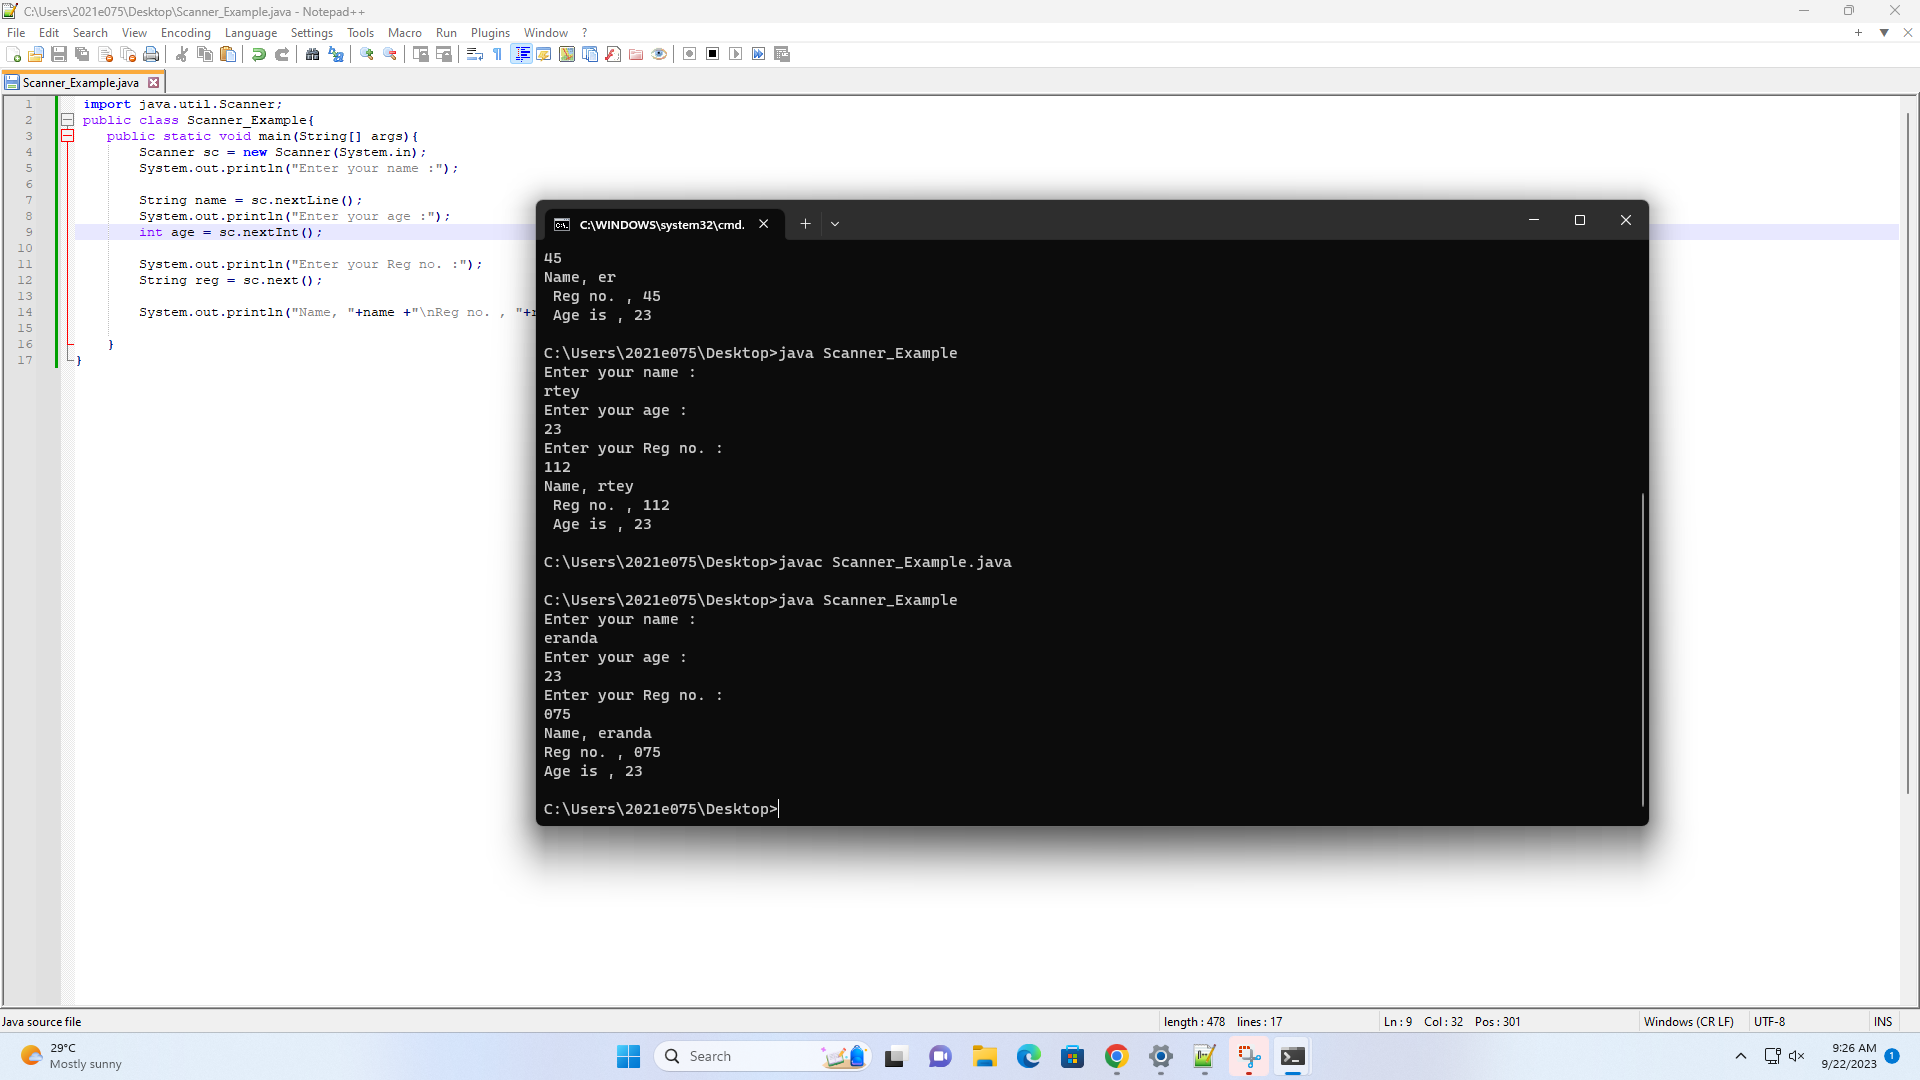 C:\Users\2021e075\Desktop\Scanner_Example.java - Notepad++
File Edit Search View Encoding Language Settings Tools Macro Run Plugins Window ?
Scanner_Example.java
1 import java.util.Scanner;
2 public class Scanner_Example{
3 public static void main(String[] args){
4 Scanner sc = new Scanner(System.in);
5 System.out.println("Enter your name :");
6
7 String name = sc.nextLine();
8 System.out.println("Enter your age :");
9 int age = sc.nextInt();
10
11 System.out.println("Enter your Reg no. :");
12 String reg = sc.next();
13
14 System.out.println("Name, "+name +"\nReg no. , "+
15
16 }
17 }
C:\WINDOWS\system32\cmd.
45
Name, er
Reg no. , 45
Age is , 23
C:\Users\2021e075\Desktop>java Scanner_Example
Enter your name :
rtey
Enter your age :
23
Enter your Reg no. :
112
Name, rtey
Reg no. , 112
Age is , 23
C:\Users\2021e075\Desktop>javac Scanner_Example.java
C:\Users\2021e075\Desktop>java Scanner_Example
Enter your name :
eranda
Enter your age :
23
Enter your Reg no. :
075
Name, eranda
Reg no. , 075
Age is , 23
C:\Users\2021e075\Desktop>
Java source file length : 478 lines : 17 Ln : 9 Col : 32 Pos : 301 Windows (CR LF) UTF-8 INS
29°C
Mostly sunny
Search
9:26 AM
9/22/2023
1